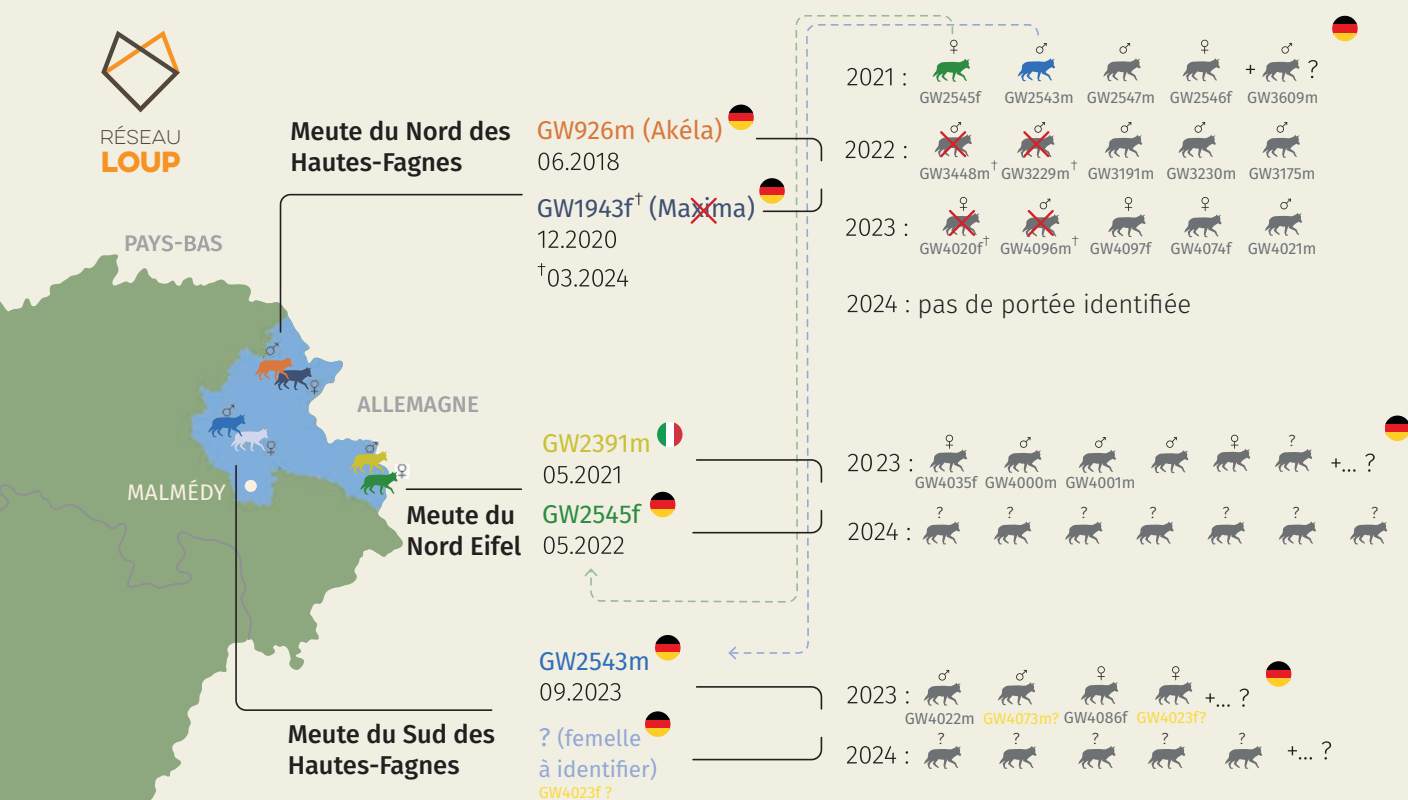 RÉSEAU
LOUP
PAYS-BAS
ALLEMAGNE
MALMÉDY
Meute du Nord des
Hautes-Fagnes
GW926m (Akéla)
06.2018
GW1943f† (Maxima)
12.2020
†03.2024
2021 :
♀ ♂ ♂ ♀ + ♂ ?
GW2545f GW2543m GW2547m GW2546f GW3609m
2022 :
♂ ♂ ♂ ♂ ♂
GW3448m† GW3229m† GW3191m GW3230m GW3175m
2023 :
♀ ♂ ♀ ♀ ♂
GW4020f† GW4096m† GW4097f GW4074f GW4021m
2024 : pas de portée identifiée
Meute du
Nord Eifel
GW2391m
05.2021
GW2545f
05.2022
2023 :
♀ ♂ ♂ ♂ ♀ ? +... ?
GW4035f GW4000m GW4001m
2024 :
? ? ? ? ? ? ?
Meute du Sud des
Hautes-Fagnes
GW2543m
09.2023
? (femelle
à identifier)
GW4023f ?
2023 :
♂ ♂ ♀ ♀ +... ?
GW4022m GW4073m? GW4086f GW4023f?
2024 :
? ? ? ? ? +... ?